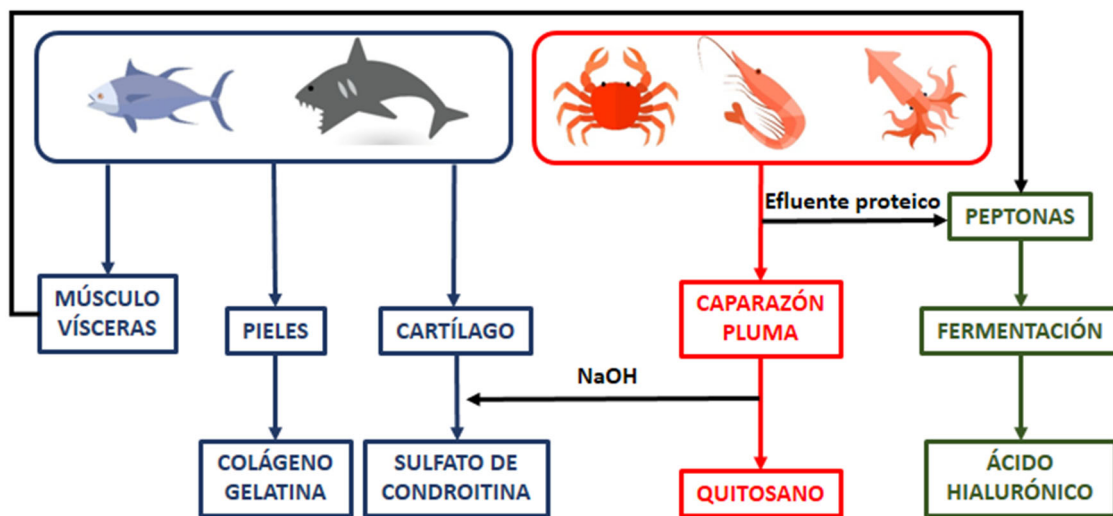 Efluente proteico
PEPTONAS
MÚSCULO
VÍSCERAS
PIELES
CARTÍLAGO
CAPARAZÓN
PLUMA
FERMENTACIÓN
NaOH
COLÁGENO
GELATINA
SULFATO DE
CONDROITINA
QUITOSANO
ÁCIDO
HIALURÓNICO